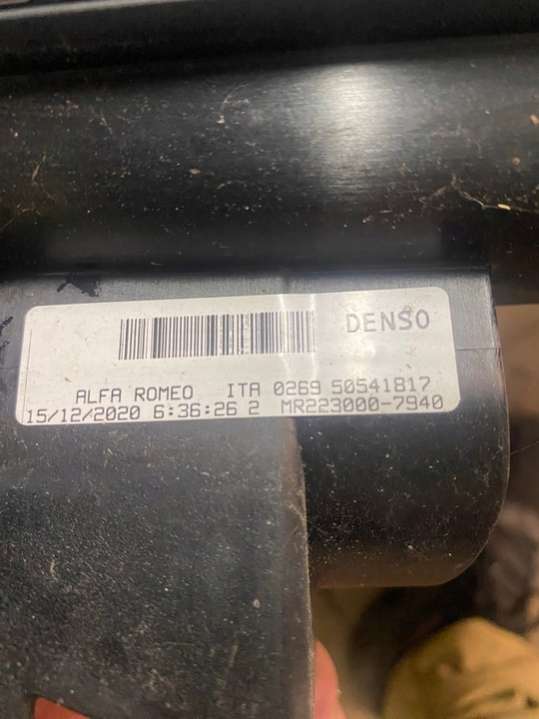 DENSO
ALFA ROMEO ITA 0269 50541817
15/12/2020 6:36:26 2 MR223000-7940